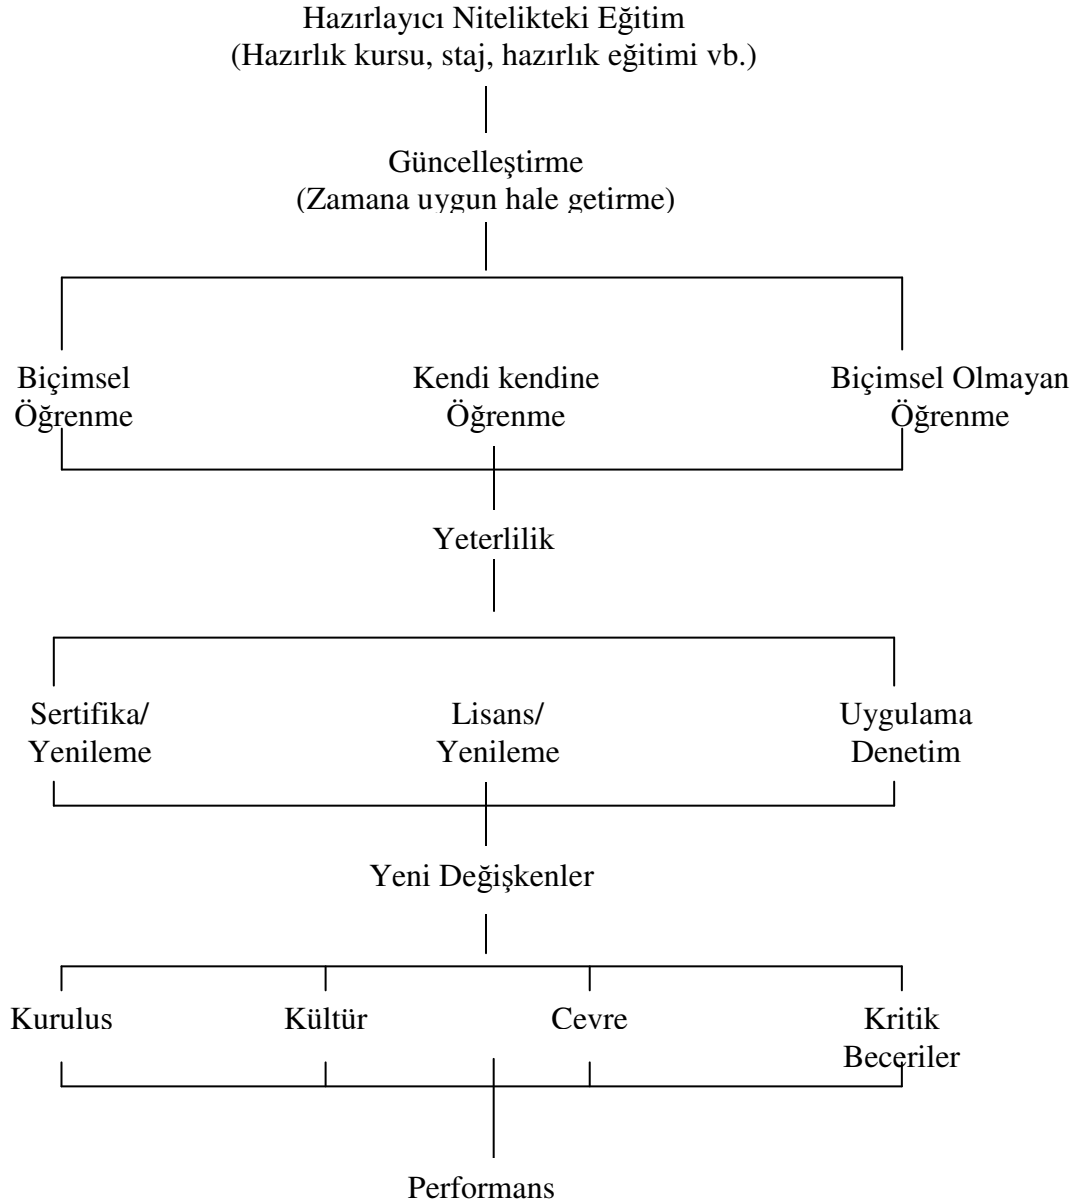 Hazırlayıcı Nitelikteki Eğitim
(Hazırlık kursu, staj, hazırlık eğitimi vb.)
Güncelleştirme
(Zamana uygun hale getirme)
Biçimsel
Öğrenme
Kendi kendine
Öğrenme
Biçimsel Olmayan
Öğrenme
Yeterlilik
Sertifika/
Yenileme
Lisans/
Yenileme
Uygulama
Denetim
Yeni Değişkenler
Kurulus
Kültür
Cevre
Kritik
Beceriler
Performans